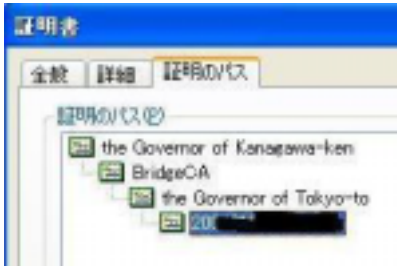 証明書
全般 詳細 証明のパス
証明のパス(P)
the Governor of Kanagawa-ken
BridgeCA
the Governor of Tokyo-to
200